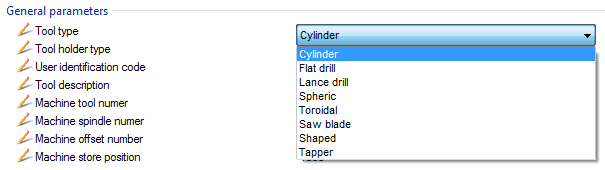 General parameters
Tool type
Cylinder
Tool holder type
Cylinder
User identification code
Flat drill
Tool description
Lance drill
Machine tool numer
Spheric
Machine spindle numer
Toroidal
Machine offset number
Saw blade
Machine store position
Shaped
Tapper